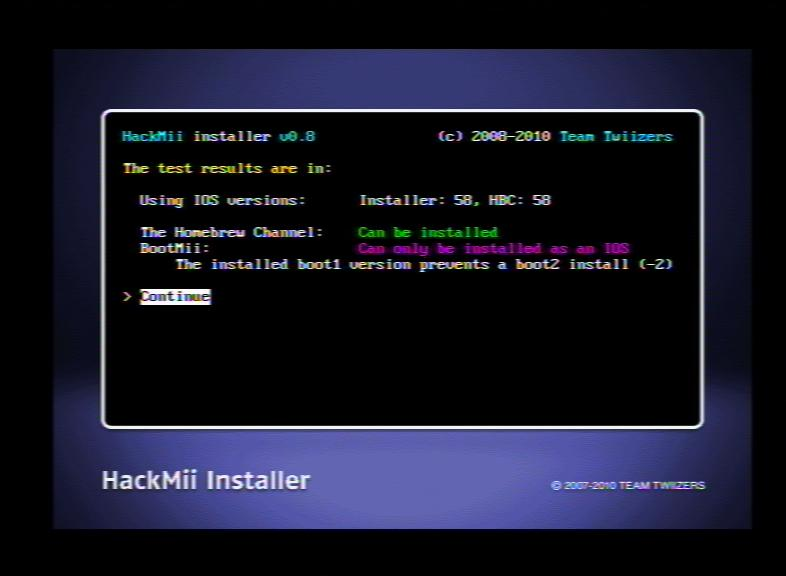 HackMii installer v0.8 (c) 2008-2010 Team Twiizers
The test results are in:
Using IOS versions: Installer: 58, HBC: 58
The Homebrew Channel: Can be installed
BootMii: Can only be installed as an IOS
The installed boot1 version prevents a boot2 install (-2)
> Continue
HackMii Installer © 2007-2010 TEAM TWIIZERS